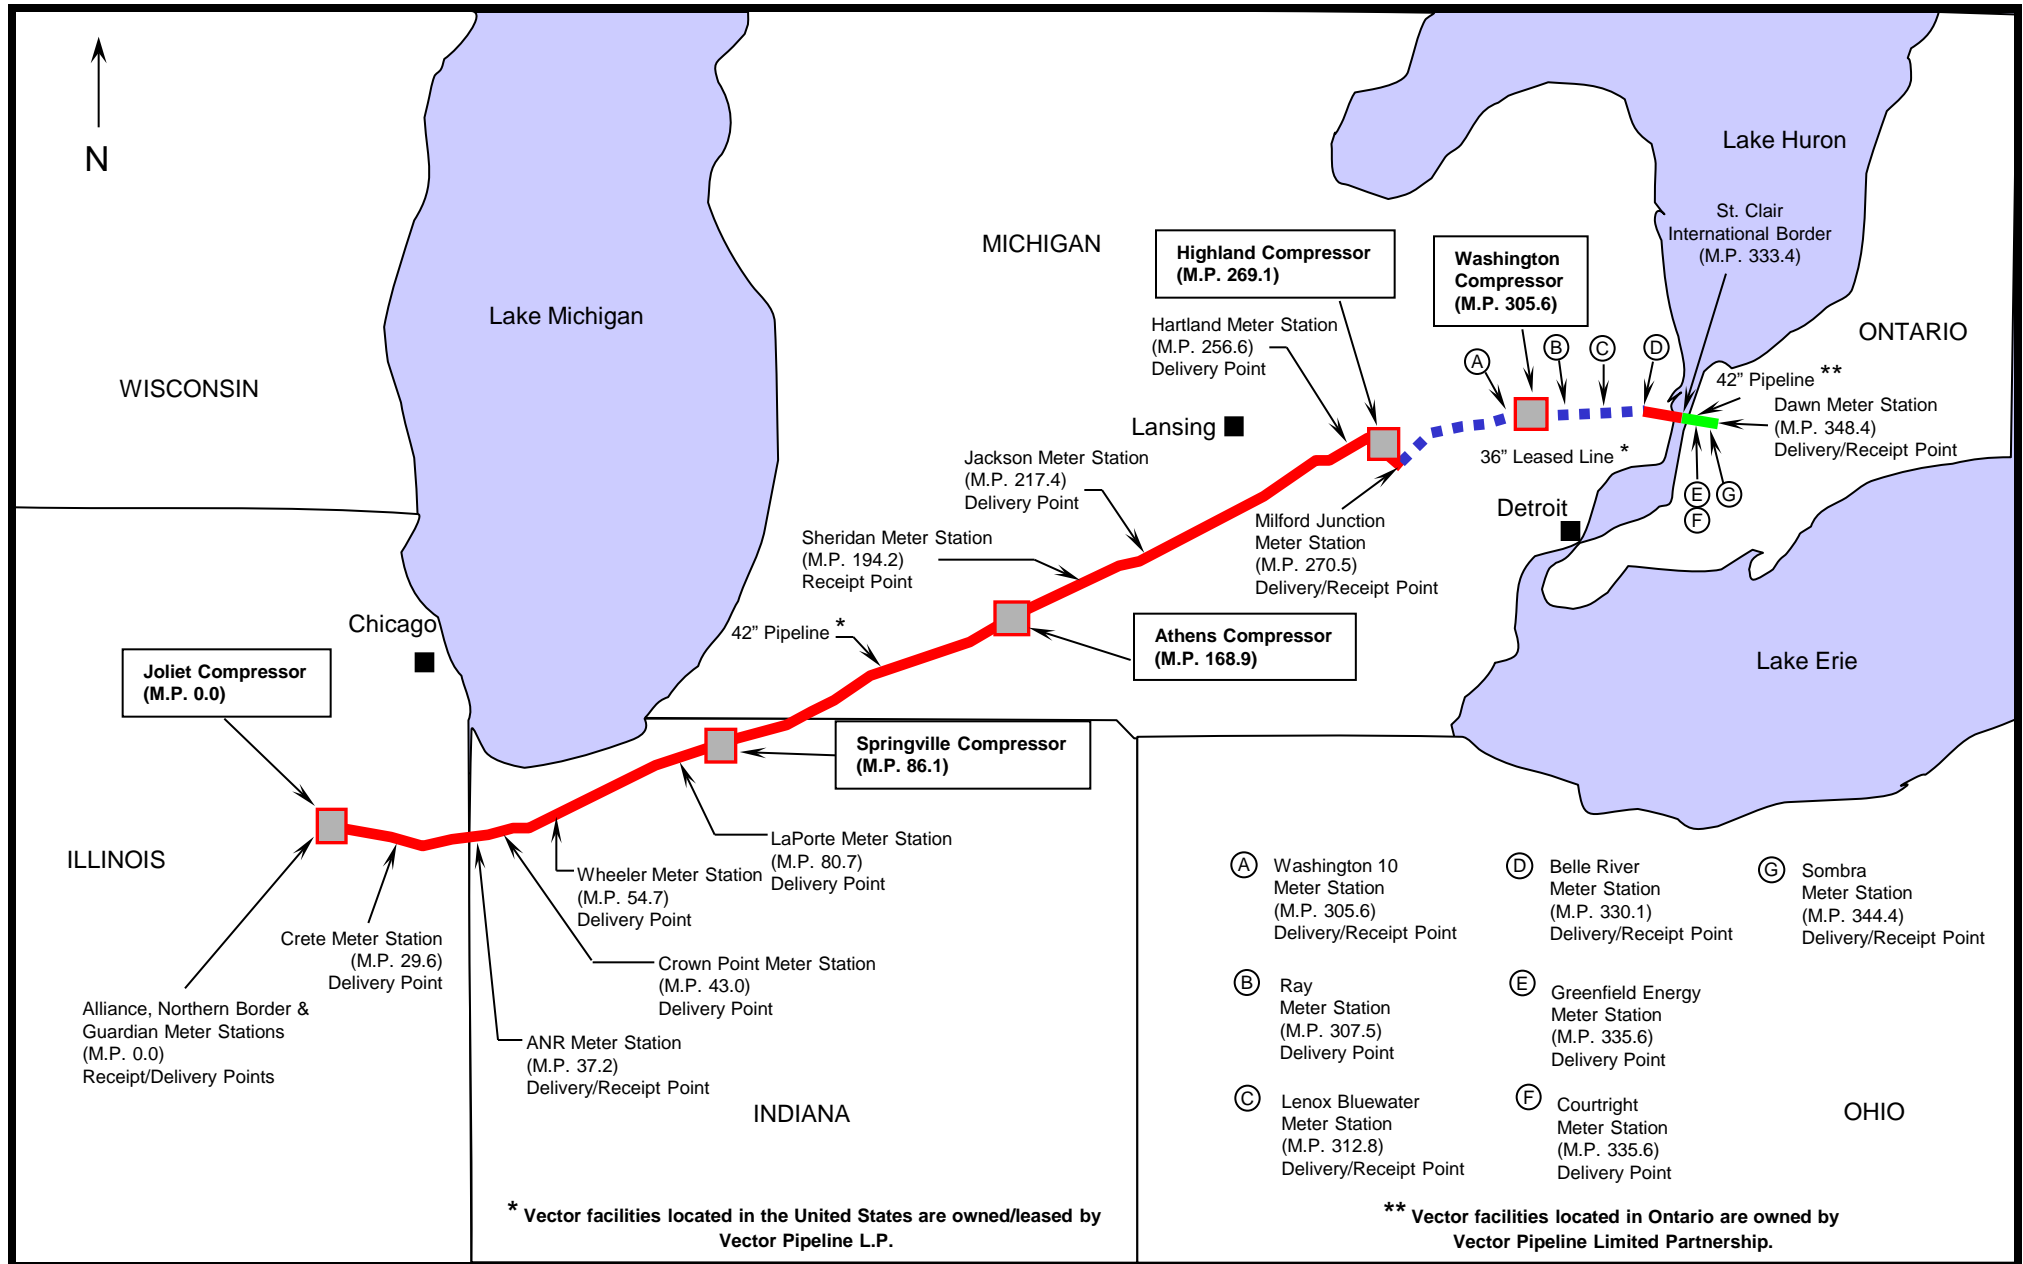 N
Lake Huron
St. Clair
International Border
(M.P. 333.4)
MICHIGAN
Highland Compressor
(M.P. 269.1)
Washington
Compressor
(M.P. 305.6)
Lake Michigan
Hartland Meter Station
(M.P. 256.6)
Delivery Point
A
B
C
D
ONTARIO
WISCONSIN
42” Pipeline **
Dawn Meter Station
(M.P. 348.4)
Delivery/Receipt Point
Lansing
36” Leased Line *
Jackson Meter Station
(M.P. 217.4)
Delivery Point
E
F
G
Detroit
Milford Junction
Meter Station
(M.P. 270.5)
Delivery/Receipt Point
Sheridan Meter Station
(M.P. 194.2)
Receipt Point
Chicago
42” Pipeline *
Athens Compressor
(M.P. 168.9)
Lake Erie
Joliet Compressor
(M.P. 0.0)
Springville Compressor
(M.P. 86.1)
ILLINOIS
LaPorte Meter Station
(M.P. 80.7)
Delivery Point
Wheeler Meter Station
(M.P. 54.7)
Delivery Point
Crete Meter Station
(M.P. 29.6)
Delivery Point
Crown Point Meter Station
(M.P. 43.0)
Delivery Point
Alliance, Northern Border &
Guardian Meter Stations
(M.P. 0.0)
Receipt/Delivery Points
ANR Meter Station
(M.P. 37.2)
Delivery/Receipt Point
INDIANA
A
Washington 10
Meter Station
(M.P. 305.6)
Delivery/Receipt Point
B
Ray
Meter Station
(M.P. 307.5)
Delivery Point
C
Lenox Bluewater
Meter Station
(M.P. 312.8)
Delivery/Receipt Point
D
Belle River
Meter Station
(M.P. 330.1)
Delivery/Receipt Point
E
Greenfield Energy
Meter Station
(M.P. 335.6)
Delivery Point
F
Courtright
Meter Station
(M.P. 335.6)
Delivery Point
G
Sombra
Meter Station
(M.P. 344.4)
Delivery/Receipt Point
OHIO
* Vector facilities located in the United States are owned/leased by
Vector Pipeline L.P.
** Vector facilities located in Ontario are owned by
Vector Pipeline Limited Partnership.